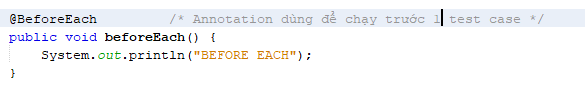 @BeforeEach /* Annotation dùng để chạy trước 1 test case */
public void beforeEach() {
System.out.println("BEFORE EACH");
}